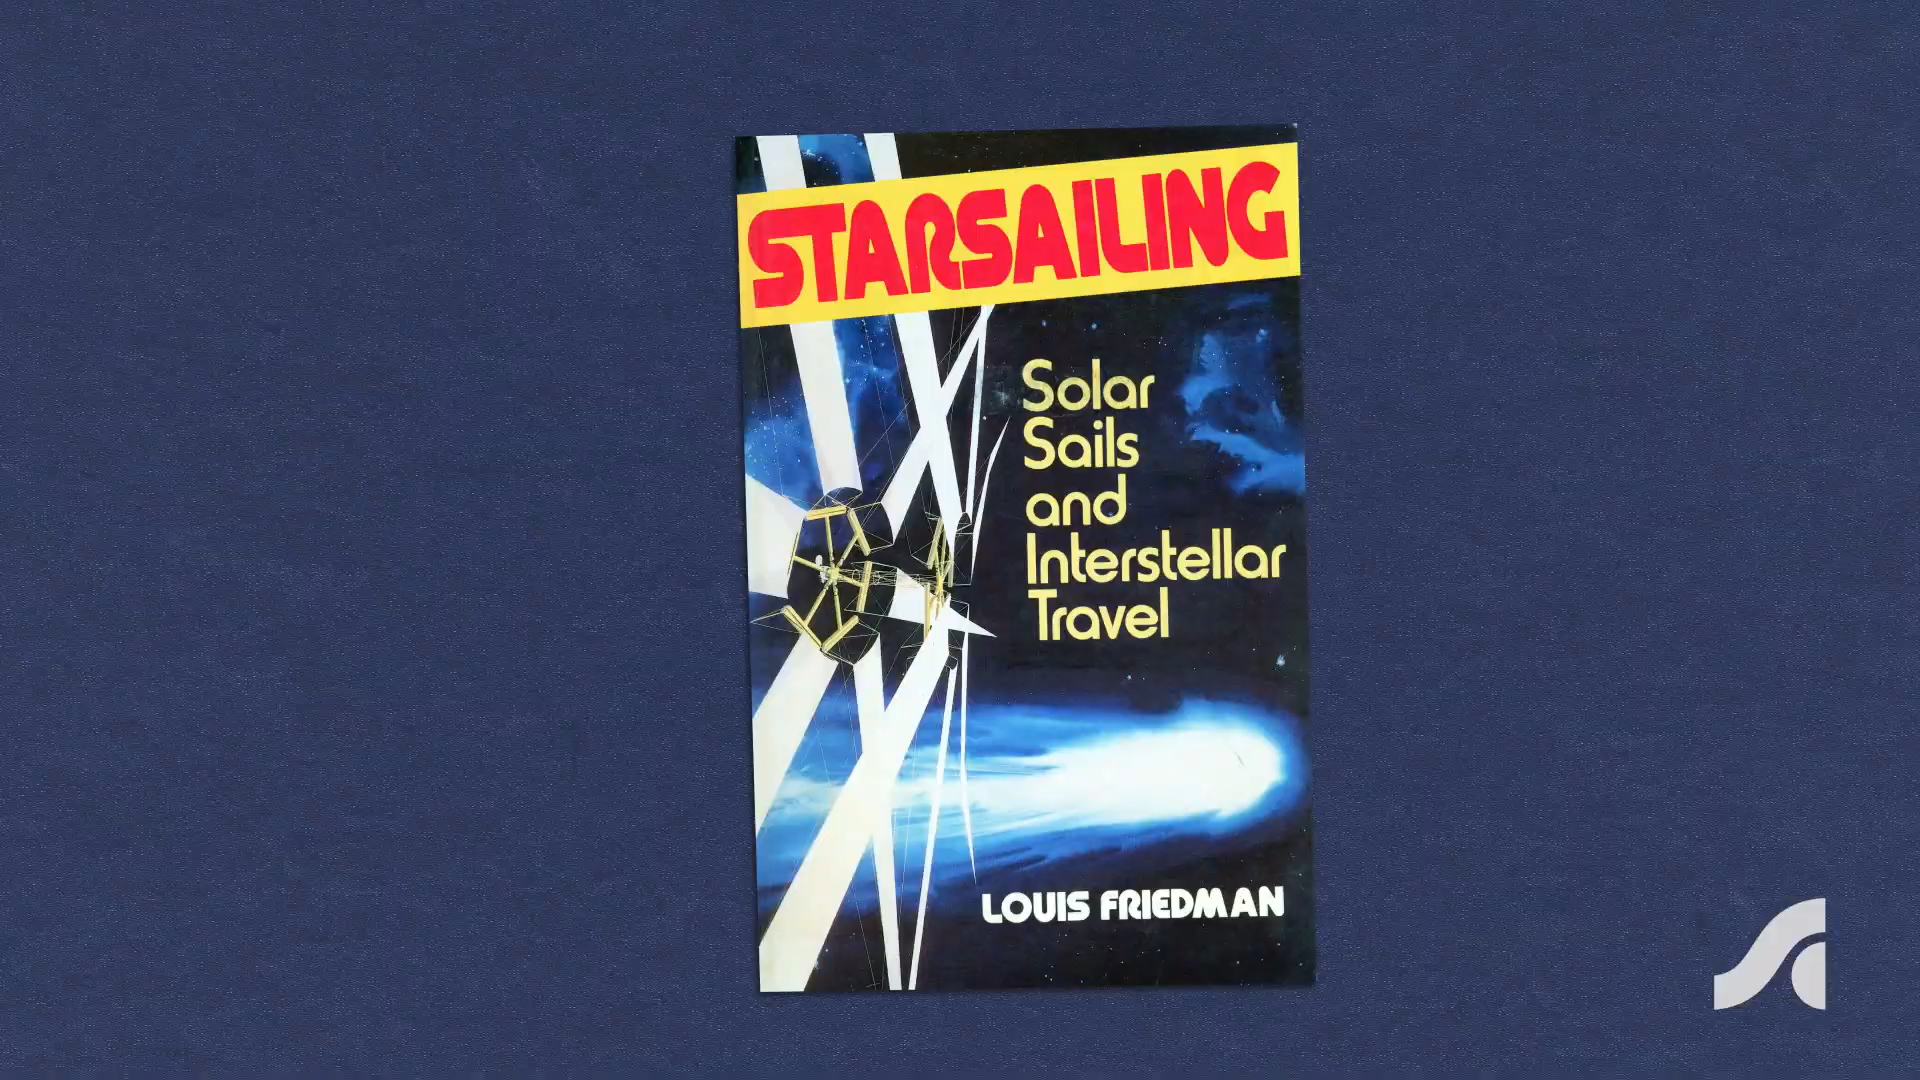 STARSAILING
Solar
Sails
and
Interstellar
Travel
LOUIS FRIEDMAN